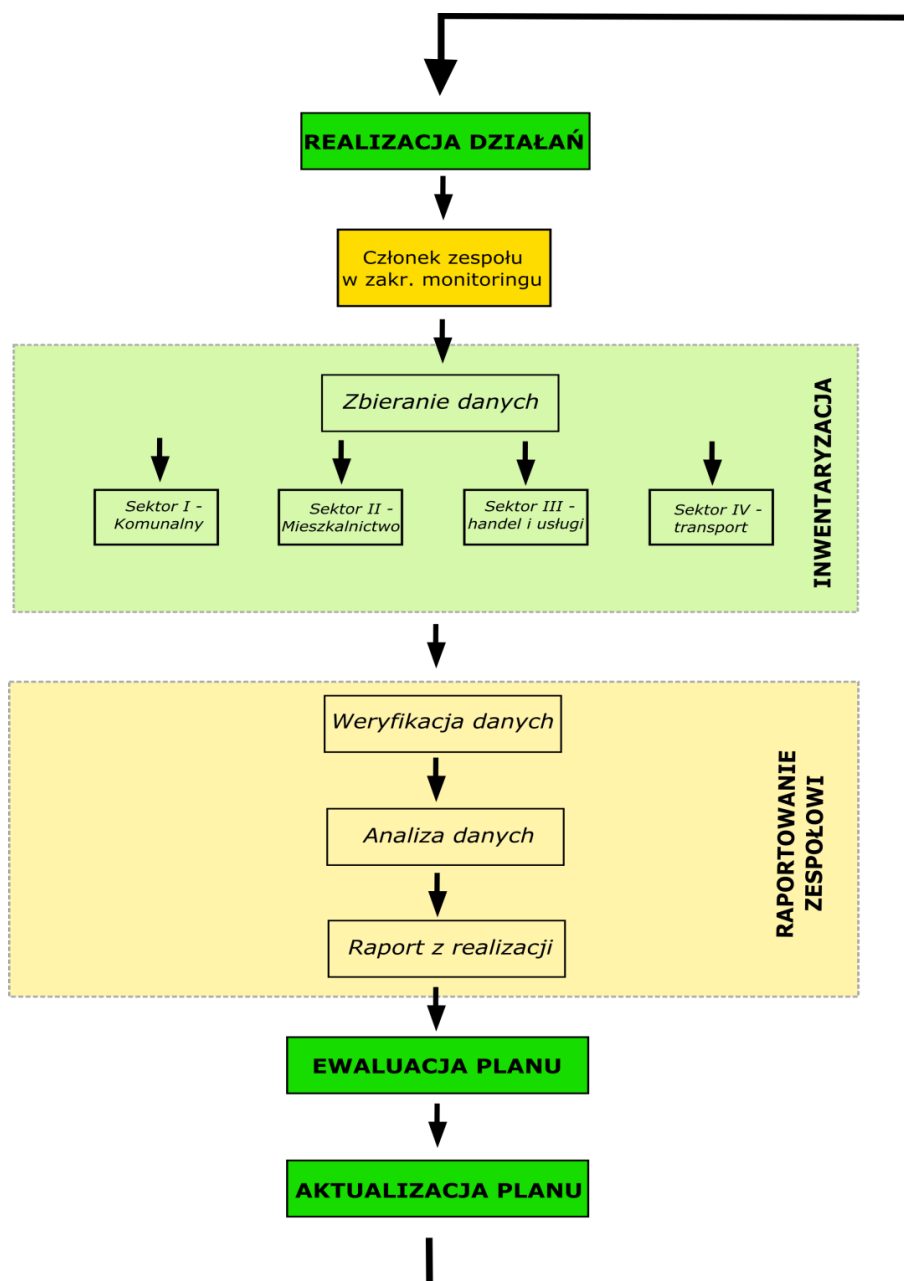 REALIZACJA DZIAŁAŃ
Członek zespołu
w zakr. monitoringu
Zbieranie danych
Sektor I -
Komunalny
Sektor II -
Mieszkalnictwo
Sektor III -
handel i usługi
Sektor IV -
transport
INWENTARYZACJA
Weryfikacja danych
Analiza danych
Raport z realizacji
RAPORTOWANIE
ZESPOŁOWI
EWALUACJA PLANU
AKTUALIZACJA PLANU